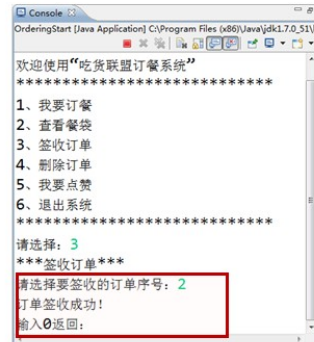 Console
OrderingStart [Java Application] C:\Program Files (x86)\Java\jdk1.7.0_51\
欢迎使用“吃货联盟订餐系统”
****************************
1、我要订餐
2、查看餐袋
3、签收订单
4、删除订单
5、我要点赞
6、退出系统
****************************
请选择：3
***签收订单***
请选择要签收的订单序号：2
订单签收成功！
输入0返回：